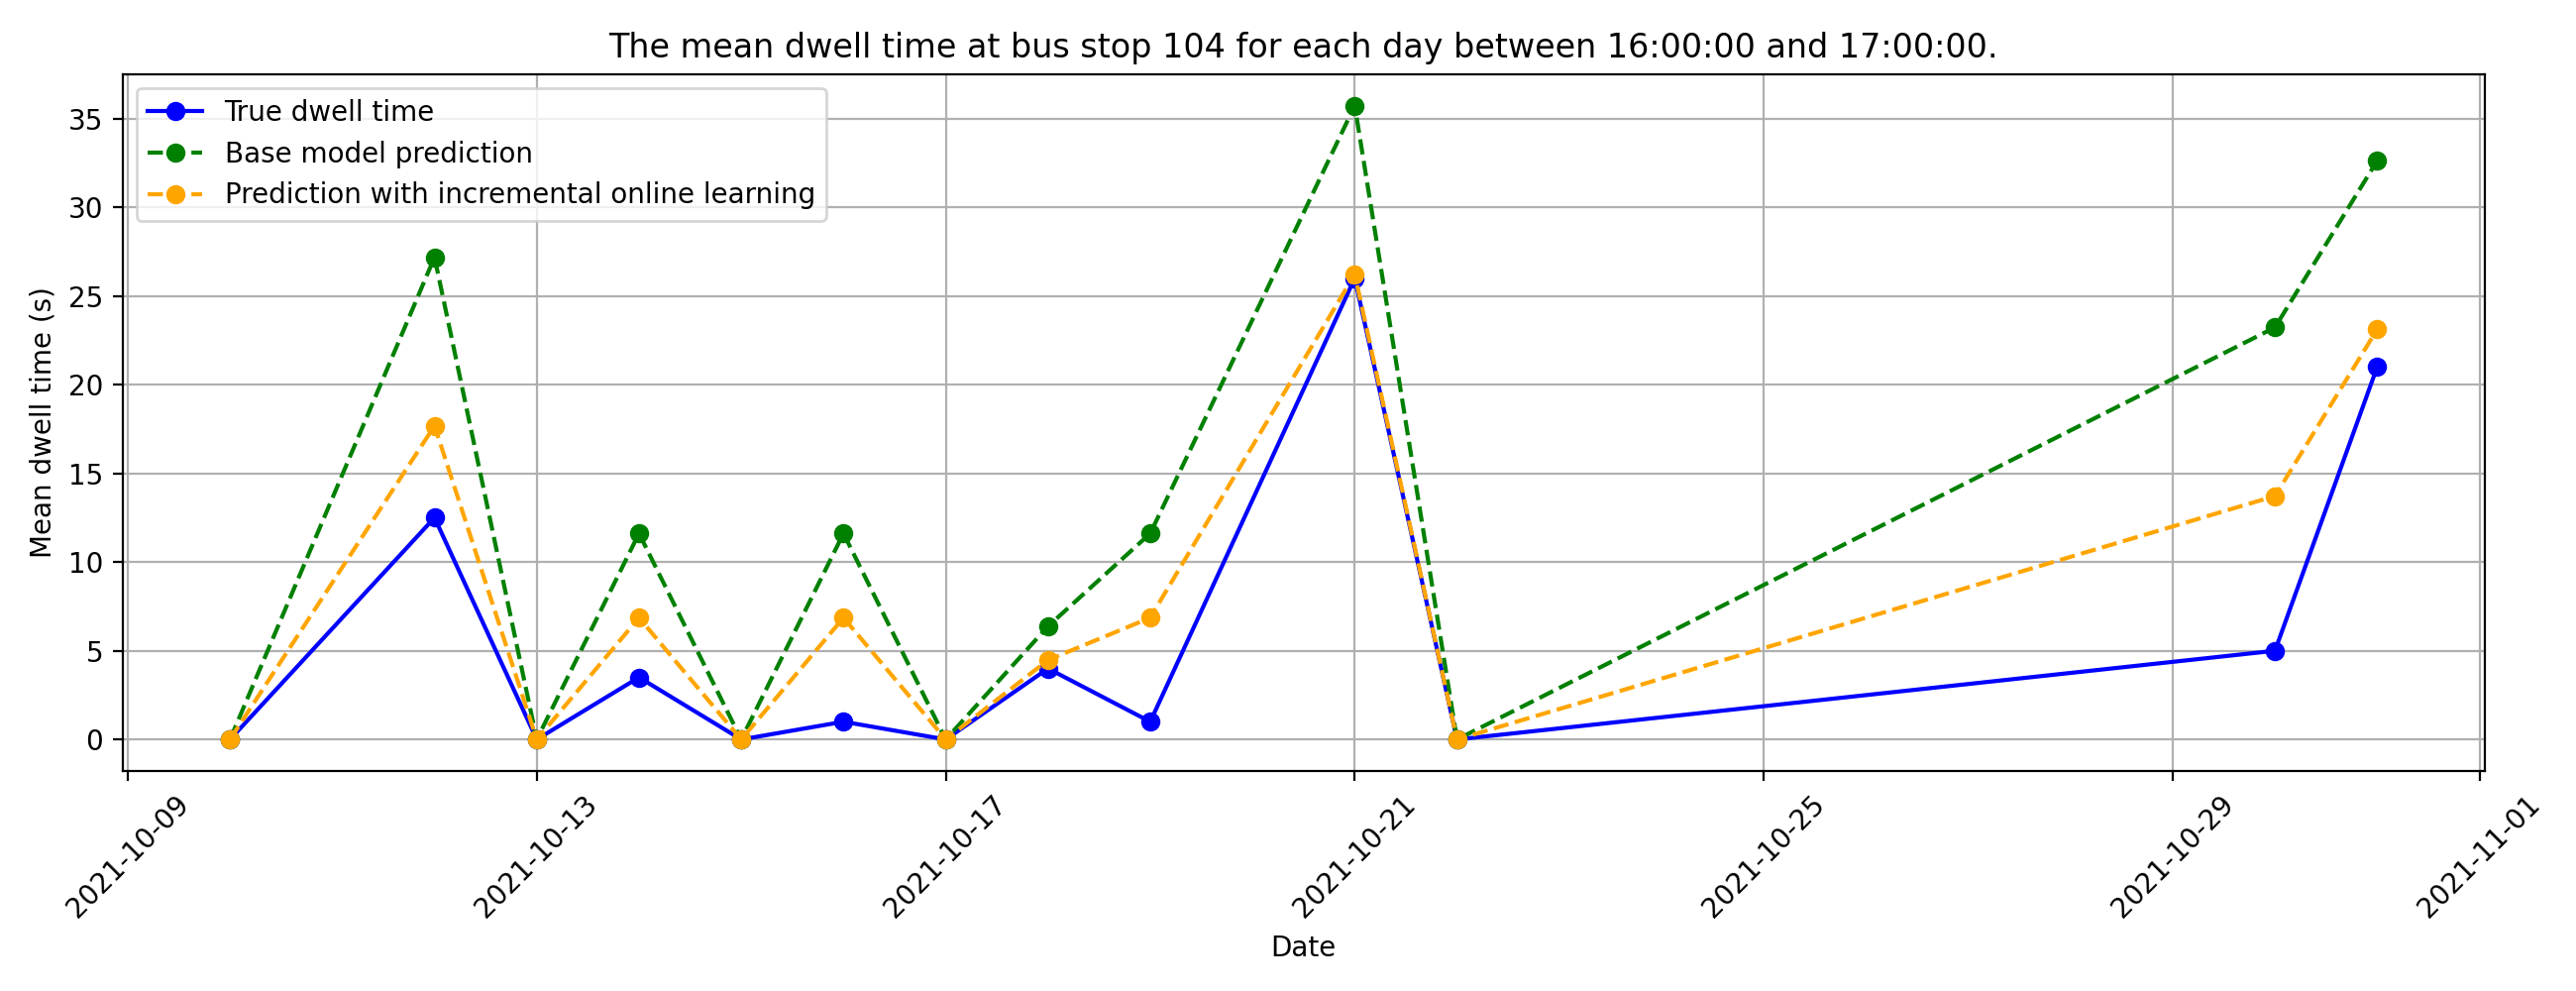 The mean dwell time at bus stop 104 for each day between 16:00:00 and 17:00:00.
True dwell time
Base model prediction
Prediction with incremental online learning
Mean dwell time (s)
35
30
25
20
15
10
5
0
2021-10-09
2021-10-13
2021-10-17
2021-10-21
2021-10-25
2021-10-29
2021-11-01
Date